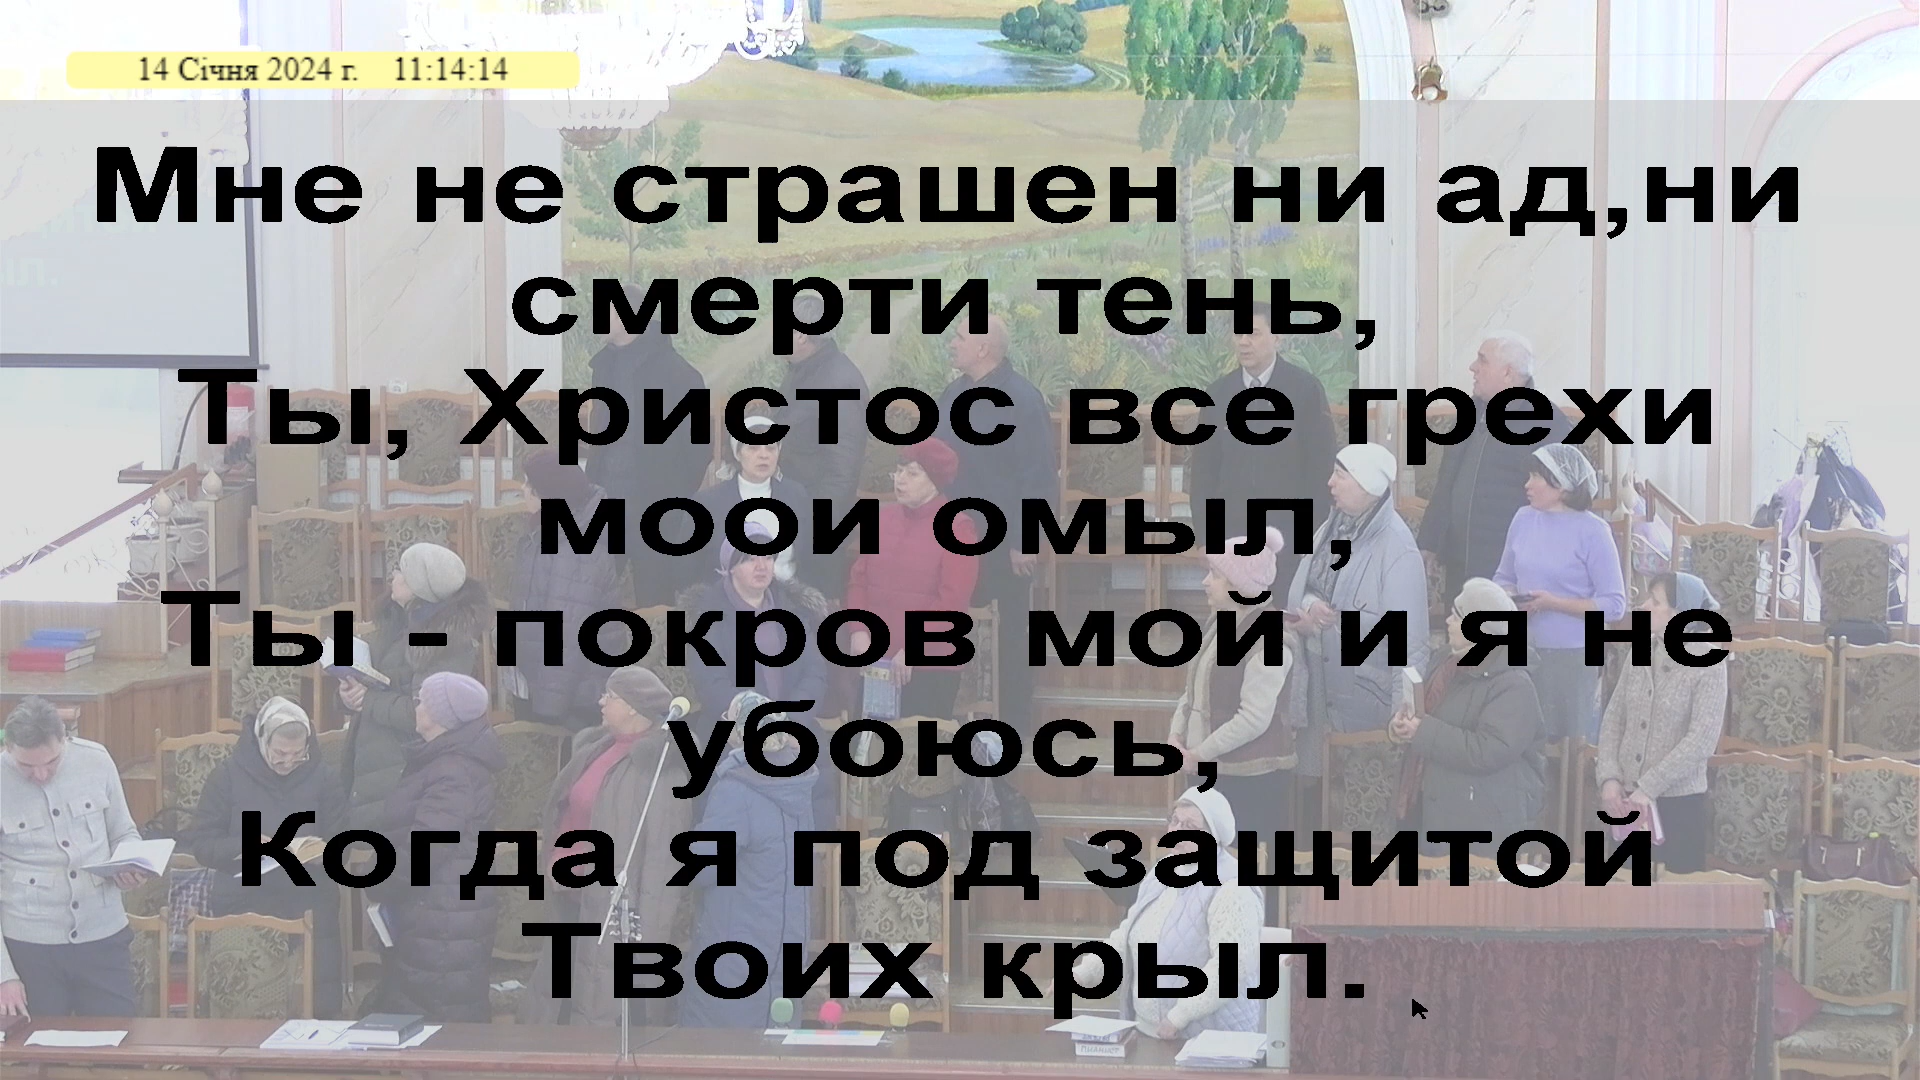 14 Січня 2024 г. 11:14:14
Мне не страшен ни ад,ни
смерти тень,
Ты, Христос все грехи
моои омыл,
Ты - покров мой и я не
убоюсь,
Когда я под защитой
Твоих крыл.